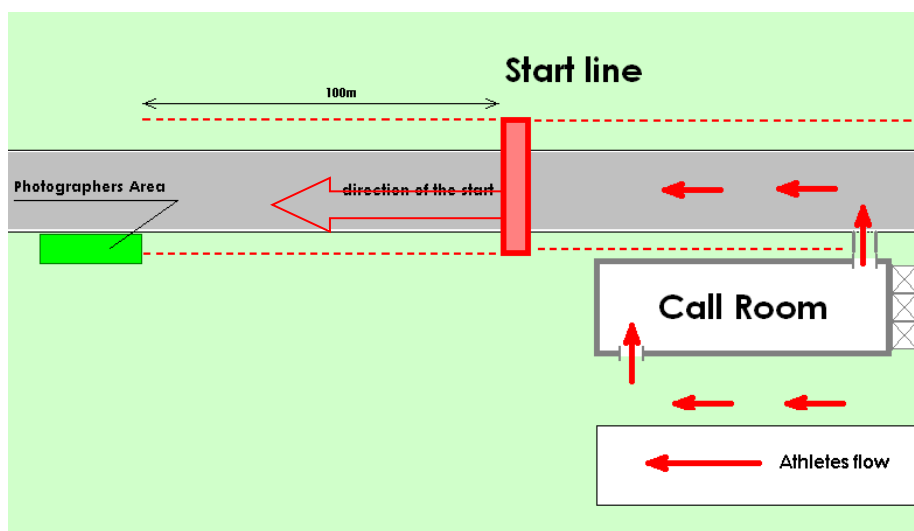 Start line
100m
Photographers Area
direction of the start
Call Room
Athletes flow